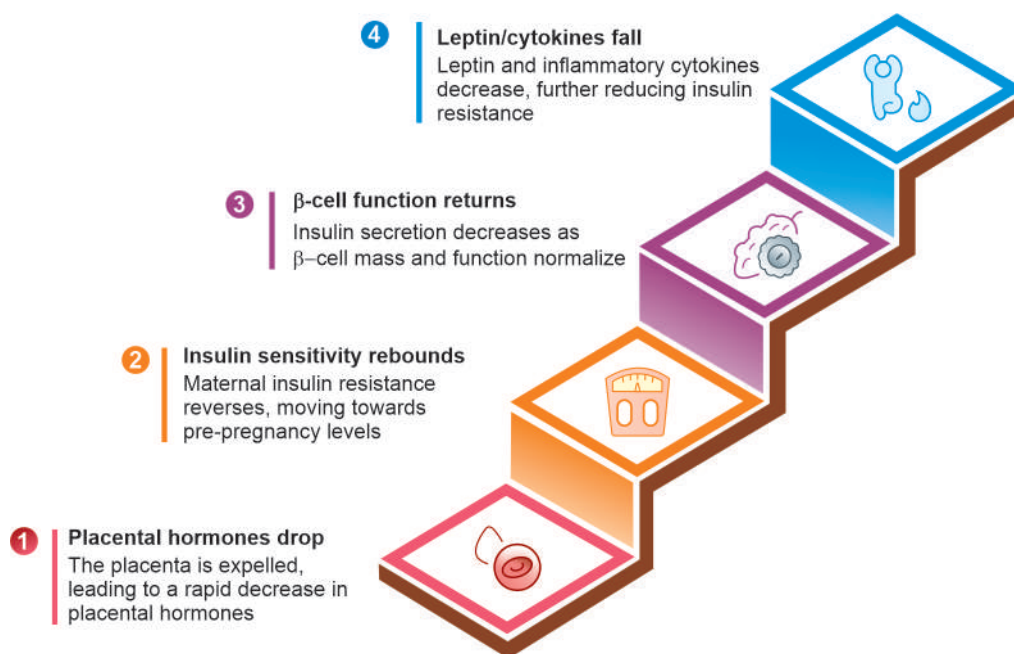 4
Leptin/cytokines fall
Leptin and inflammatory cytokines
decrease, further reducing insulin
resistance
3
β-cell function returns
Insulin secretion decreases as
β–cell mass and function normalize
2
Insulin sensitivity rebounds
Maternal insulin resistance
reverses, moving towards
pre-pregnancy levels
1
Placental hormones drop
The placenta is expelled,
leading to a rapid decrease in
placental hormones